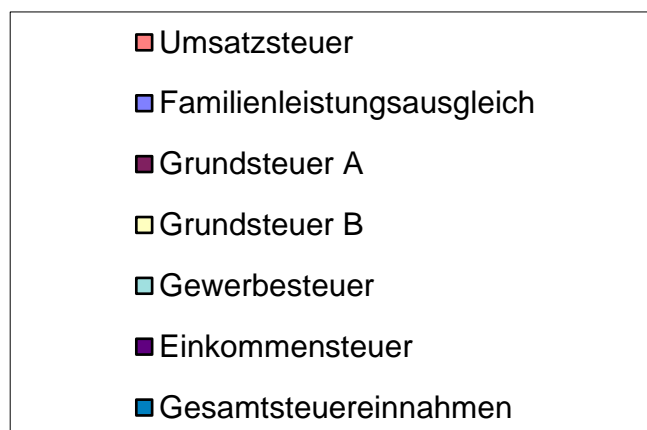 Umsatzsteuer
Familienleistungsausgleich
Grundsteuer A
Grundsteuer B
Gewerbesteuer
Einkommensteuer
Gesamtsteuereinnahmen